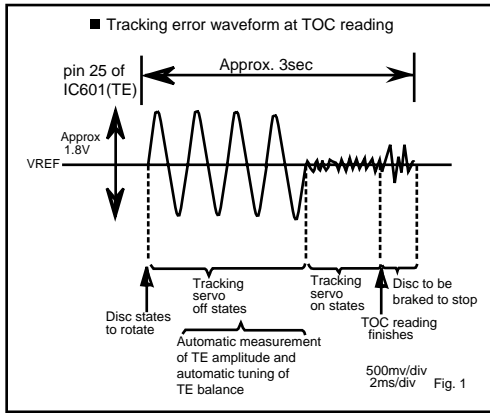 ■ Tracking error waveform at TOC reading
pin 25 of
IC601(TE)
Approx. 3sec
Approx
1.8V
VREF
Disc states
to rotate
Tracking
servo
off states
Tracking
servo
on states
Disc to be
braked to stop
TOC reading
finishes
Automatic measurement
of TE amplitude and
automatic tuning of
TE balance
500mv/div
2ms/div
Fig. 1